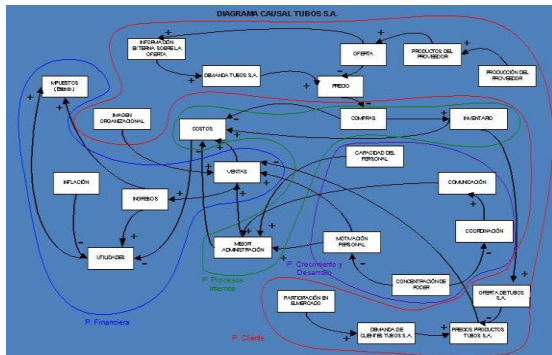 DIAGRAMA CAUSAL TUBOS S.A.
INFORMACIÓN
EXTERNA SOBRE LA
OFERTA
OFERTA
PRODUCTOS DEL
PROVEEDOR
IMPUESTOS
DEMANDA TUBOS S.A.
PRECIO
PRODUCCIÓN DEL
PROVEEDOR
IMAGEN
ORGANIZACIONAL
COSTOS
COMPRAS
INVENTARIO
CAPACIDAD DEL
PERSONAL
INFLACIÓN
INGRESOS
VENTAS
COMUNICACIÓN
UTILIDADES
MEJOR
ADMINISTRACIÓN
MOTIVACIÓN
PERSONAL
COORDINACIÓN
P. Crecimiento y
Desarrollo
P. Procesos
Internos
CONCENTRACIÓN DE
PODER
OFERTA DE TUBOS
S.A.
P. Financiera
PARTICIPACIÓN EN
EL MERCADO
P. Cliente
DEMANDA DE
CLIENTES TUBOS S.A.
PRECIOS PRODUCTOS
TUBOS S.A.